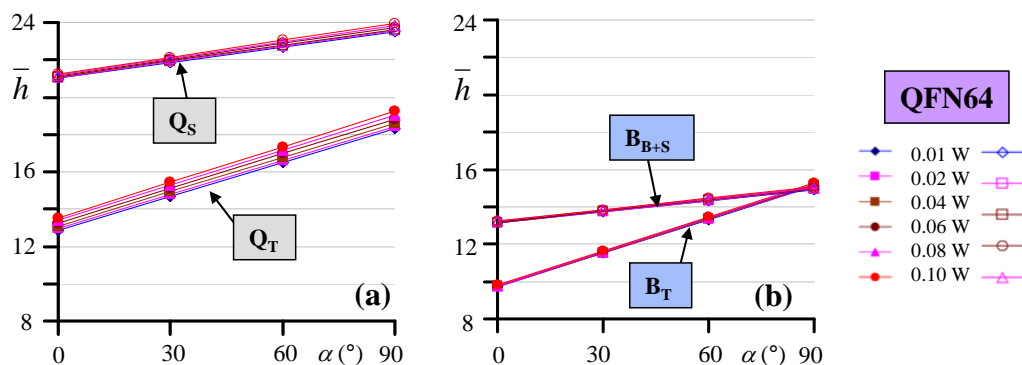 24
h̅
Q_S
16
Q_T
12
(a)
8
0 30 60 α (°) 90
24
h̅
B_{B+S}
16
12
B_T
(b)
8
0 30 60 α (°) 90
QFN64
0.01 W
0.02 W
0.04 W
0.06 W
0.08 W
0.10 W